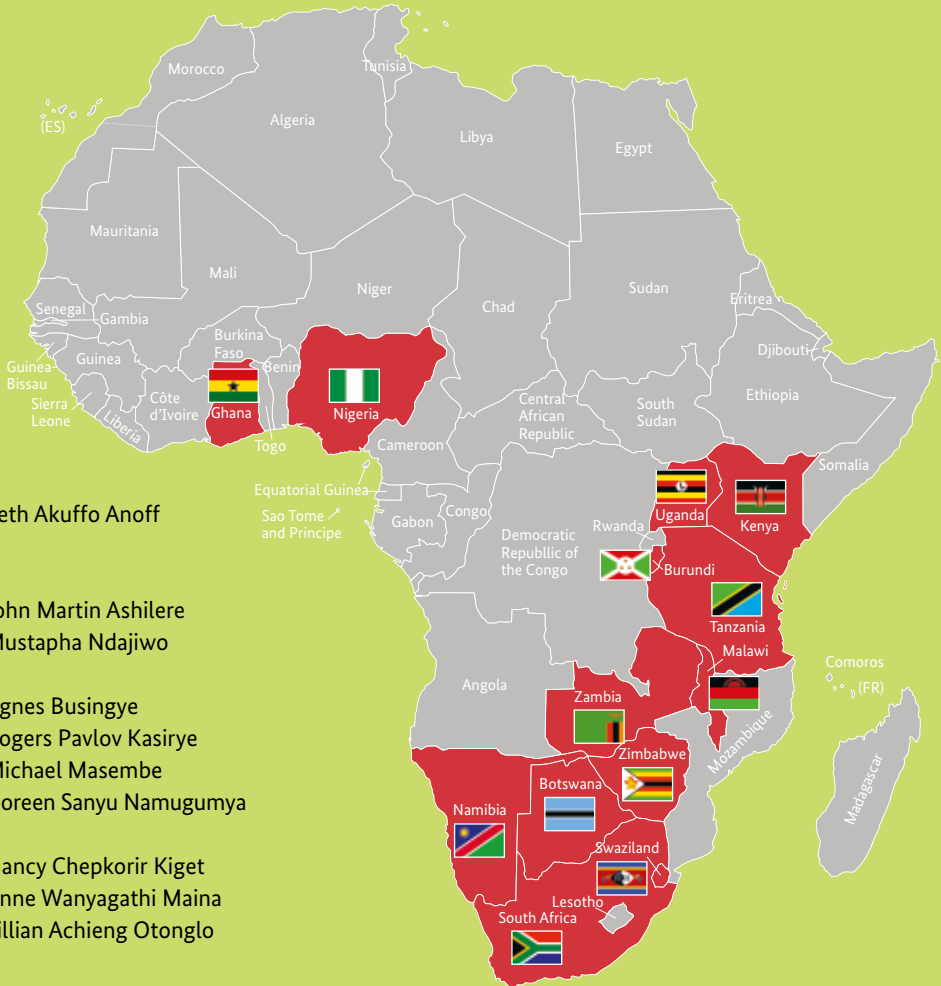 Morocco
Tunisia
(ES)
Algeria
Libya
Egypt
Mauritania
Mali
Niger
Chad
Sudan
Eritrea
Senegal
Gambia
Burkina
Faso
Djibouti
Guinea-
Bissau
Guinea
Benin
Sierra
Leone
Liberia
Côte
d'Ivoire
Ghana
Togo
Nigeria
Cameroon
Central
African
Republic
South
Sudan
Ethiopia
Somalia
Equatorial Guinea
Sao Tome
and Principe
Gabon
Congo
Democratic
Republlic of
the Congo
Rwanda
Uganda
Kenya
Burundi
Tanzania
Malawi
Comoros
(FR)
Angola
Zambia
Mozambique
Zimbabwe
Madagascar
Namibia
Botswana
Swaziland
Lesotho
South Africa
eth Akuffo Anoff
ohn Martin Ashilere
Mustapha Ndajiwo
gnes Busingye
ogers Pavlov Kasirye
Michael Masembe
oreen Sanyu Namugumya
ancy Chepkorir Kiget
nne Wanyagathi Maina
illian Achieng Otonglo